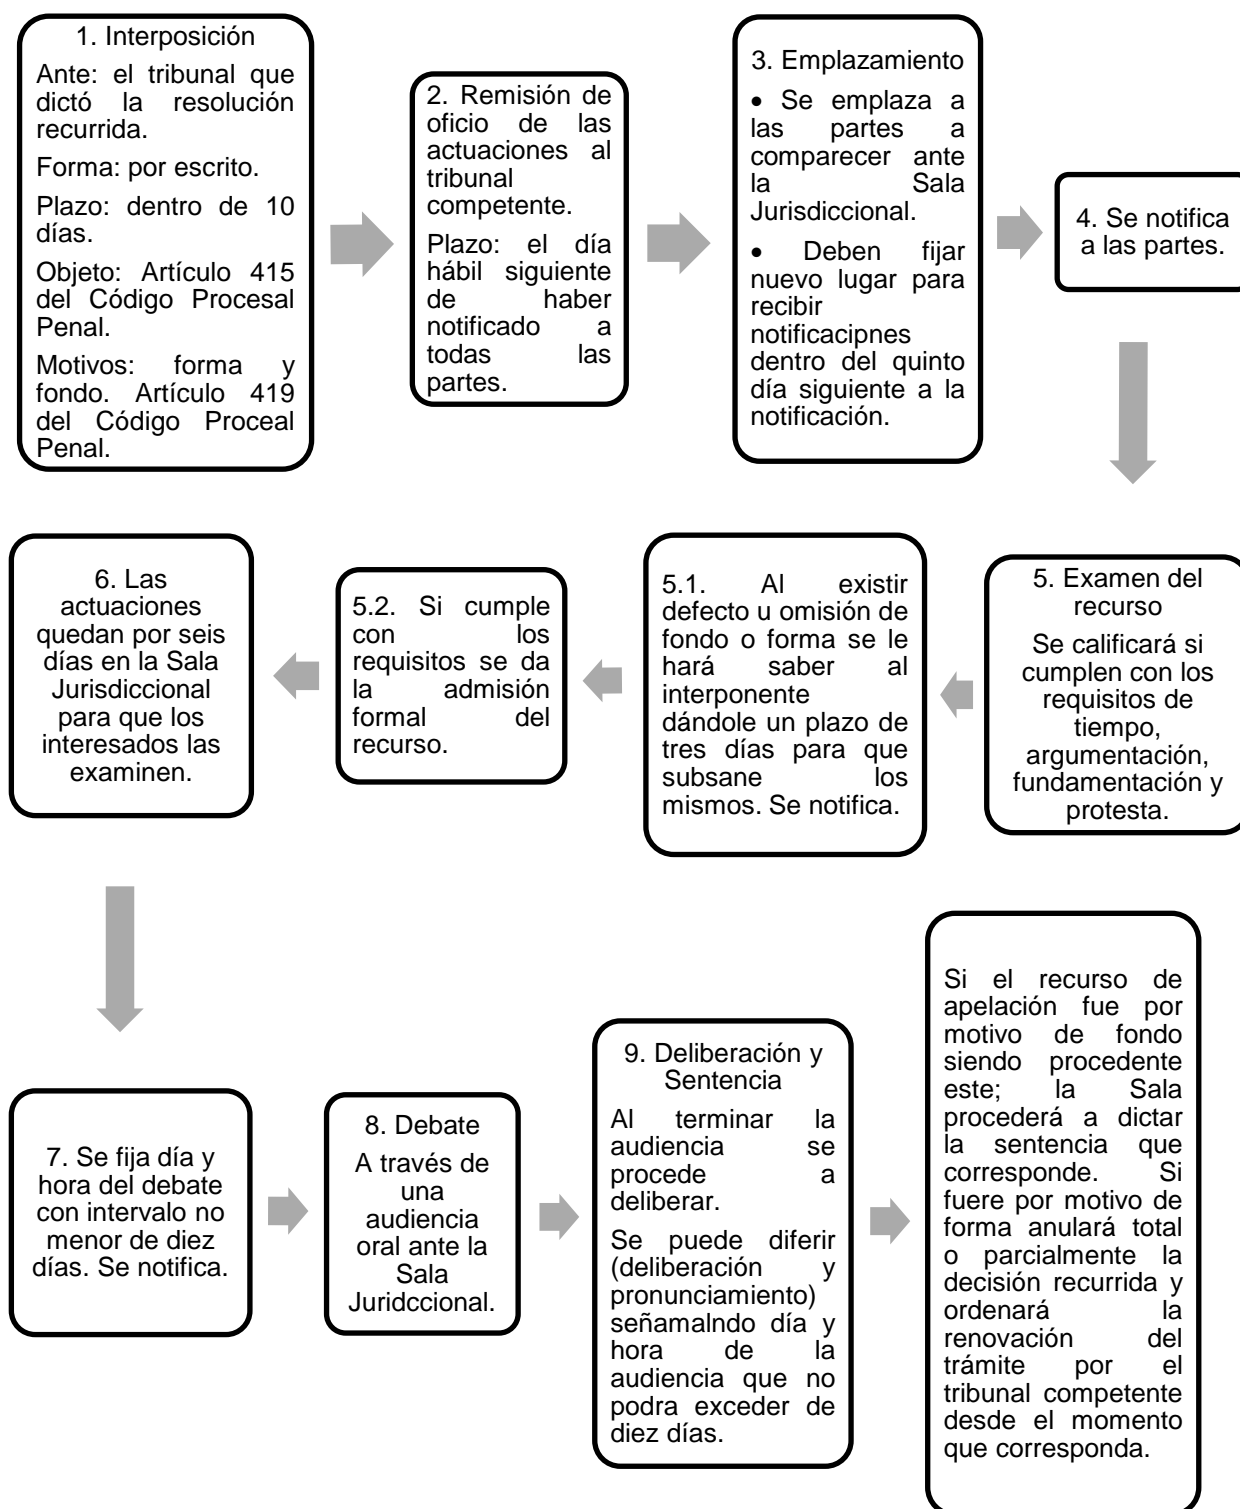 1. Interposición
Ante: el tribunal que
dictó la resolución
recurrida.
Forma: por escrito.
Plazo: dentro de 10
días.
Objeto: Artículo 415
del Código Procesal
Penal.
Motivos: forma y
fondo. Artículo 419
del Código Proceal
Penal.
2. Remisión de
oficio de las
actuaciones al
tribunal
competente.
Plazo: el día
hábil siguiente
de haber
notificado a
todas las
partes.
3. Emplazamiento
• Se emplaza a
las partes a
comparecer ante
la Sala
Jurisdiccional.
• Deben fijar
nuevo lugar para
recibir
notificacipnes
dentro del quinto
día siguiente a la
notificación.
4. Se notifica
a las partes.
5. Examen del
recurso
Se calificará si
cumplen con los
requisitos de
tiempo,
argumentación,
fundamentación y
protesta.
5.1. Al existir
defecto u omisión de
fondo o forma se le
hará saber al
interponente
dándole un plazo de
tres días para que
subsane los
mismos. Se notifica.
5.2. Si cumple
con los
requisitos se da
la admisión
formal del
recurso.
6. Las
actuaciones
quedan por seis
días en la Sala
Jurisdiccional
para que los
interesados las
examinen.
7. Se fija día y
hora del debate
con intervalo no
menor de diez
días. Se notifica.
8. Debate
A través de
una
audiencia
oral ante la
Sala
Juridccional.
9. Deliberación y
Sentencia
Al terminar la
audiencia se
procede a
deliberar.
Se puede diferir
(deliberación y
pronunciamiento)
señamalndo día y
hora de la
audiencia que no
podra exceder de
diez días.
Si el recurso de
apelación fue por
motivo de fondo
siendo procedente
este; la Sala
procederá a dictar
la sentencia que
corresponde. Si
fuere por motivo de
forma anulará total
o parcialmente la
decisión recurrida y
ordenará la
renovación del
trámite por el
tribunal competente
desde el momento
que corresponda.